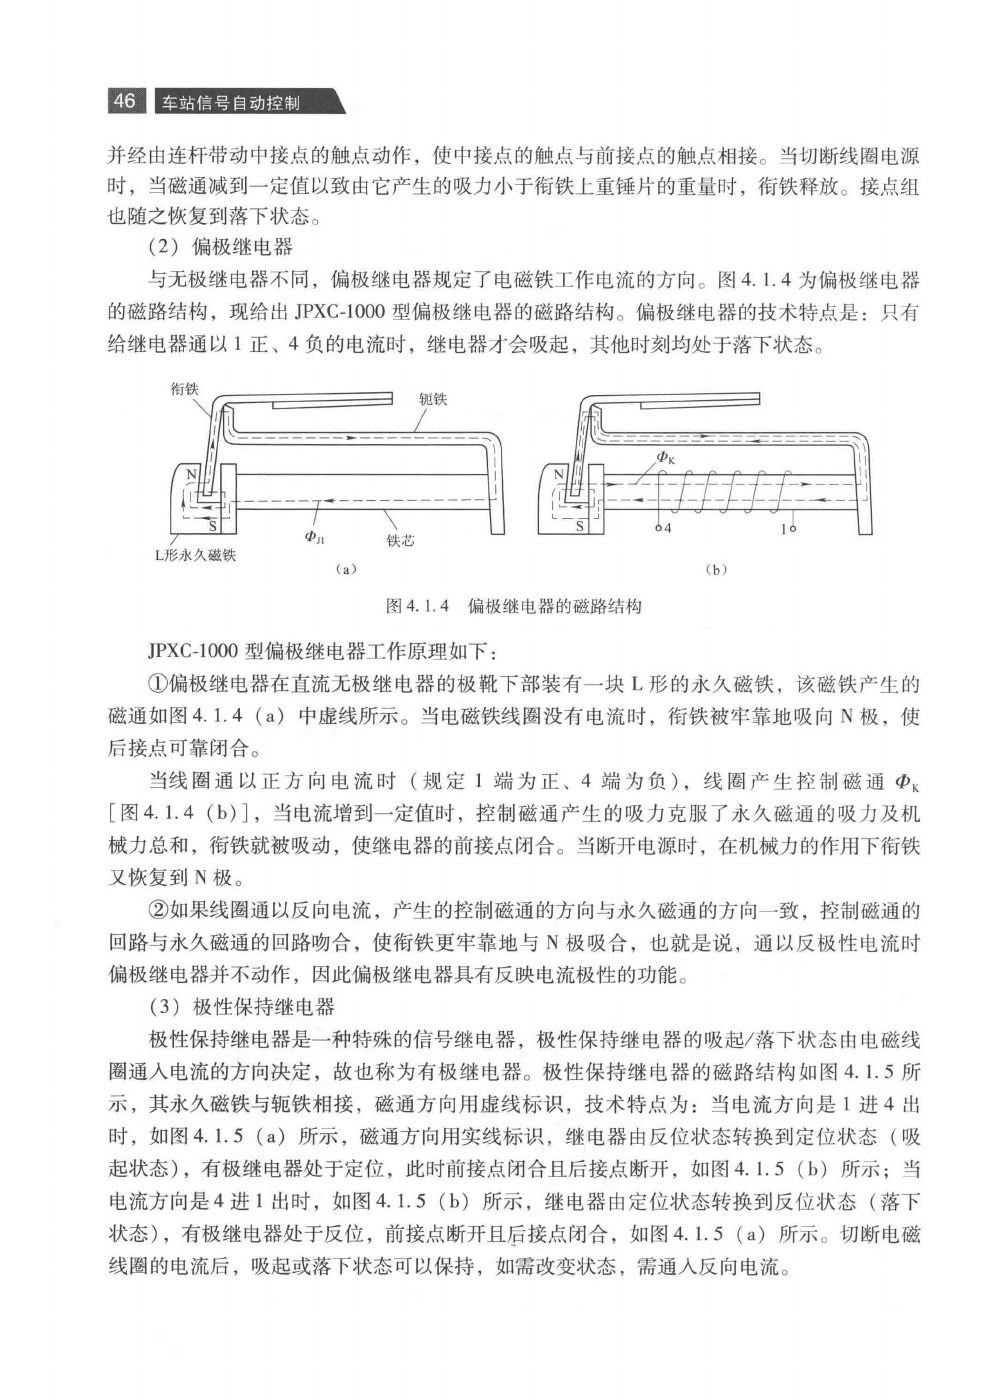 46 车站信号自动控制
并经由连杆带动中接点的触点动作，使中接点的触点与前接点的触点相接。当切断线圈电源
时，当磁通减到一定值以致由它产生的吸力小于衔铁上重锤片的重量时，衔铁释放。接点组
也随之恢复到落下状态。
（2）偏极继电器
与无极继电器不同，偏极继电器规定了电磁铁工作电流的方向。图 4.1.4 为偏极继电器
的磁路结构，现给出 JPXC-1000 型偏极继电器的磁路结构。偏极继电器的技术特点是：只有
给继电器通以 1 正、4 负的电流时，继电器才会吸起，其他时刻均处于落下状态。
衔铁
轭铁
N
S
ΦJ1
铁芯
L形永久磁铁
（a）
N
S
ΦK
4
1
（b）
图 4.1.4 偏极继电器的磁路结构
JPXC-1000 型偏极继电器工作原理如下：
①偏极继电器在直流无极继电器的极靴下部装有一块 L 形的永久磁铁，该磁铁产生的
磁通如图 4.1.4（a）中虚线所示。当电磁铁线圈没有电流时，衔铁被牢靠地吸向 N 极，使
后接点可靠闭合。
当线圈通以正方向电流时（规定 1 端为正、4 端为负），线圈产生控制磁通 ΦK
［图 4.1.4（b）］，当电流增到一定值时，控制磁通产生的吸力克服了永久磁通的吸力及机
械力总和，衔铁就被吸动，使继电器的前接点闭合。当断开电源时，在机械力的作用下衔铁
又恢复到 N 极。
②如果线圈通以反向电流，产生的控制磁通的方向与永久磁通的方向一致，控制磁通的
回路与永久磁通的回路吻合，使衔铁更牢靠地与 N 极吸合，也就是说，通以反极性电流时
偏极继电器并不动作，因此偏极继电器具有反映电流极性的功能。
（3）极性保持继电器
极性保持继电器是一种特殊的信号继电器，极性保持继电器的吸起/落下状态由电磁线
圈通入电流的方向决定，故也称为有极继电器。极性保持继电器的磁路结构如图 4.1.5 所
示，其永久磁铁与轭铁相接，磁通方向用虚线标识，技术特点为：当电流方向是 1 进 4 出
时，如图 4.1.5（a）所示，磁通方向用实线标识，继电器由反位状态转换到定位状态（吸
起状态），有极继电器处于定位，此时前接点闭合且后接点断开，如图 4.1.5（b）所示；当
电流方向是 4 进 1 出时，如图 4.1.5（b）所示，继电器由定位状态转换到反位状态（落下
状态），有极继电器处于反位，前接点断开且后接点闭合，如图 4.1.5（a）所示。切断电磁
线圈的电流后，吸起或落下状态可以保持，如需改变状态，需通入反向电流。